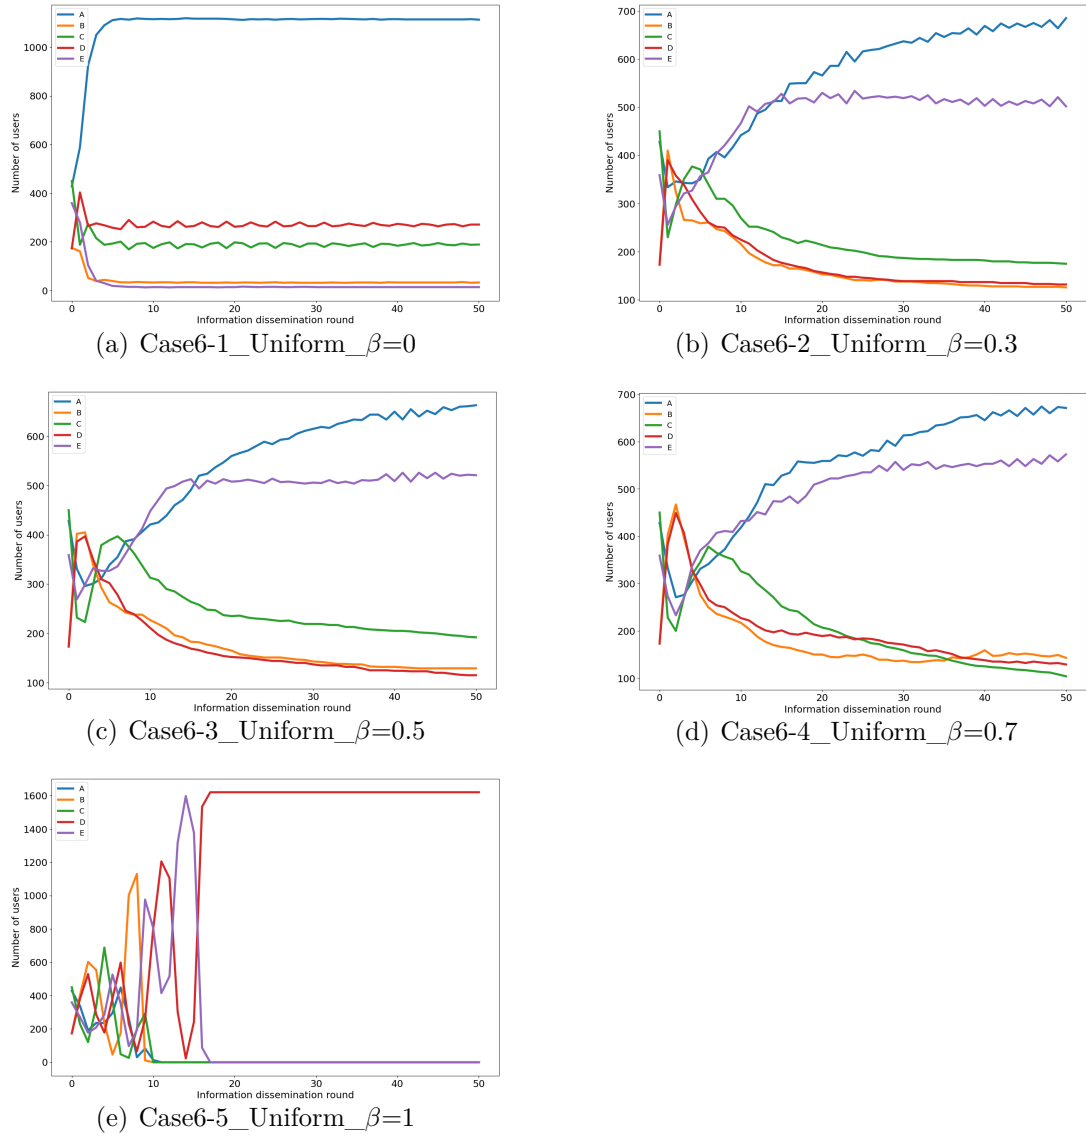 A
B
C
D
E
Number of users
1000
800
600
400
200
0
0 10 20 30 40 50
Information dissemination round
(a) Case6-1_Uniform_β=0
A
B
C
D
E
Number of users
700
600
500
400
300
200
100
0 10 20 30 40 50
Information dissemination round
(b) Case6-2_Uniform_β=0.3
A
B
C
D
E
Number of users
600
500
400
300
200
100
0 10 20 30 40 50
Information dissemination round
(c) Case6-3_Uniform_β=0.5
A
B
C
D
E
Number of users
700
600
500
400
300
200
100
0 10 20 30 40 50
Information dissemination round
(d) Case6-4_Uniform_β=0.7
A
B
C
D
E
Number of users
1600
1400
1200
1000
800
600
400
200
0
0 10 20 30 40 50
Information dissemination round
(e) Case6-5_Uniform_β=1